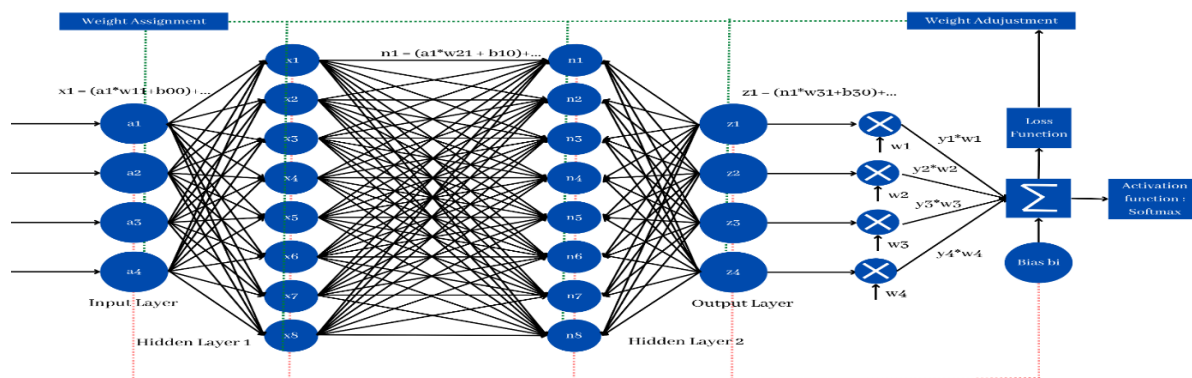 Weight Assignment
Weight Adujustment
x1 = (a1*w11+b00)+...
n1 = (a1*w21 + b10)+...
z1 = (n1*w31+b30)+...
a1
a2
a3
a4
Input Layer
x1
x2
x3
x4
x5
x6
x7
x8
Hidden Layer 1
n1
n2
n3
n4
n5
n6
n7
n8
Hidden Layer 2
z1
z2
z3
z4
Output Layer
w1
w2
w3
w4
y1*w1
y2*w2
y3*w3
y4*w4
Loss
Function
Σ
Bias bi
Activation
function :
Softmax